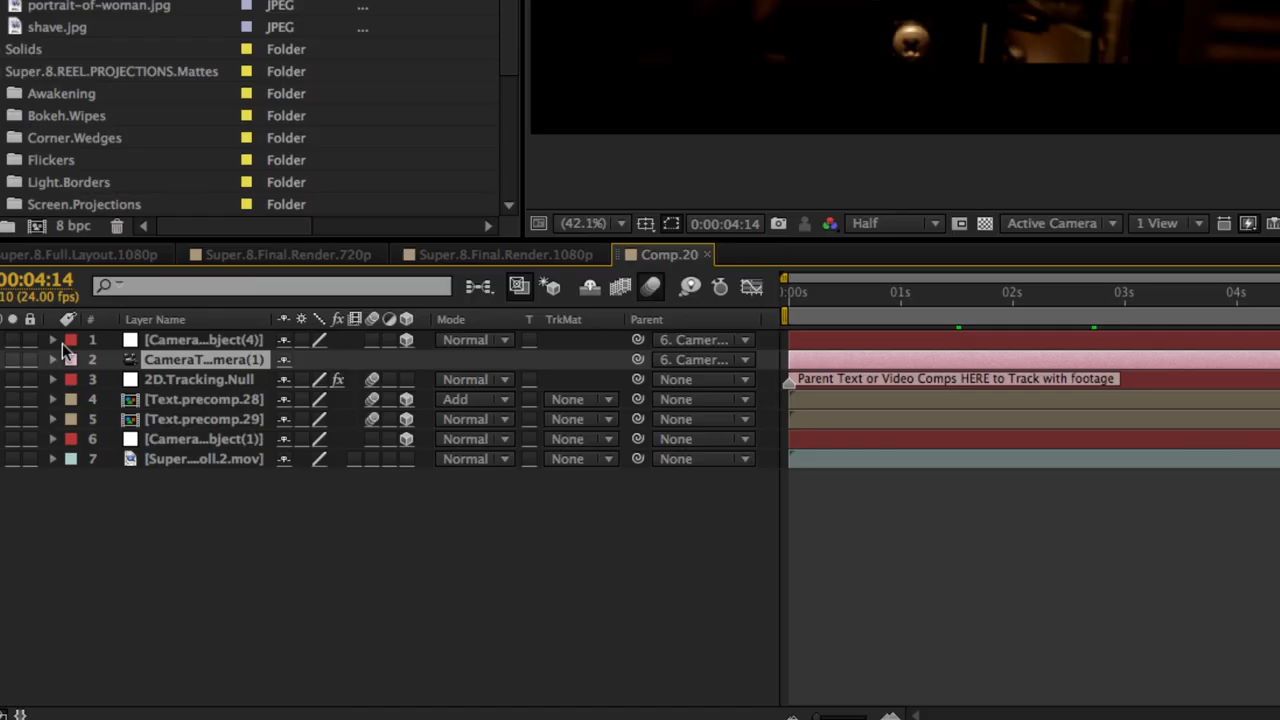 portrait-of-woman.jpg JPEG ...
shave.jpg JPEG ...
Solids Folder
Super.8.REEL.PROJECTIONS.Mattes Folder
Awakening Folder
Bokeh.Wipes Folder
Corner.Wedges Folder
Flickers Folder
Light.Borders Folder
Screen.Projections Folder
8 bpc
(42.1%) 0:00:04:14 Half Active Camera 1 View
uper.8.Full.Layout.1080p Super.8.Final.Render.720p Super.8.Final.Render.1080p Comp.20 ×
00:04:14
10 (24.00 fps)
:00s 01s 02s 03s 04s
# Layer Name fx Mode T TrkMat Parent
1 [Camera...bject(4)] Normal 6. Camer...
2 CameraT...mera(1) 6. Camer...
3 2D.Tracking.Null fx Normal None Parent Text or Video Comps HERE to Track with footage
4 [Text.precomp.28] Add None None
5 [Text.precomp.29] Normal None None
6 [Camera...bject(1)] Normal None None
7 [Super....oll.2.mov] Normal None None